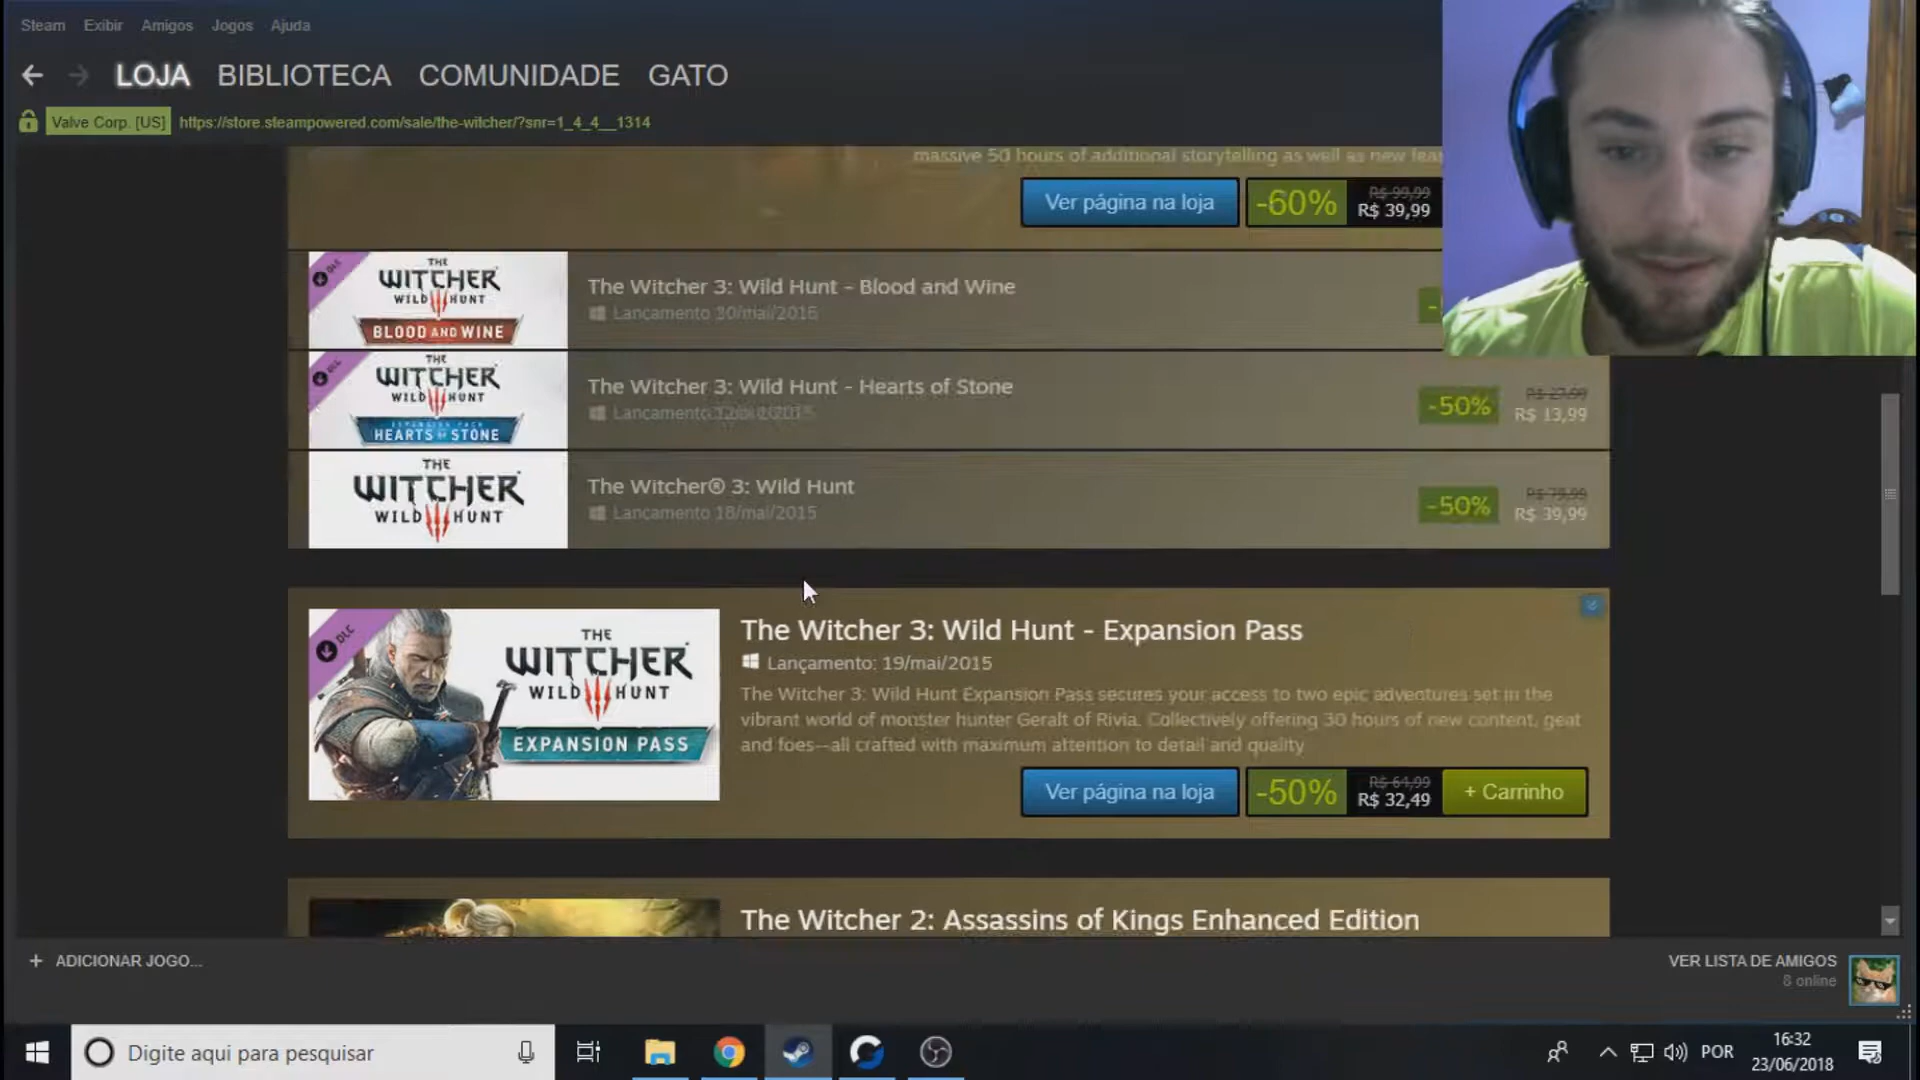 Steam Exibir Amigos Jogos Ajuda
LOJA BIBLIOTECA COMUNIDADE GATO
Valve Corp. [US] https://store.steampowered.com/sale/the-witcher/?snr=1_4_4__1314
massive 50 hours of additional storytelling as well as new
Ver página na loja -60% R$ 99,99
R$ 39,99
DLC
THE
WITCHER
WILD HUNT
BLOOD AND WINE
The Witcher 3: Wild Hunt - Blood and Wine
Lançamento 30/mai/2016
DLC
THE
WITCHER
WILD HUNT
EXPANSION PACK
HEARTS OF STONE
The Witcher 3: Wild Hunt - Hearts of Stone
Lançamento
-50% R$ 27,99
R$ 13,99
THE
WITCHER
WILD HUNT
The Witcher® 3: Wild Hunt
Lançamento 18/mai/2015
-50% R$ 79,99
R$ 39,99
DLC
THE
WITCHER
WILD HUNT
EXPANSION PASS
The Witcher 3: Wild Hunt - Expansion Pass
Lançamento: 19/mai/2015
The Witcher 3: Wild Hunt Expansion Pass secures your access to two epic adventures set in the
vibrant world of monster hunter Geralt of Rivia. Collectively offering 30 hours of new content, gear
and foes--all crafted with maximum attention to detail and quality
Ver página na loja -50% R$ 64,99
R$ 32,49
+ Carrinho
The Witcher 2: Assassins of Kings Enhanced Edition
+ ADICIONAR JOGO...
VER LISTA DE AMIGOS
8 online
Digite aqui para pesquisar
POR
16:32
23/06/2018